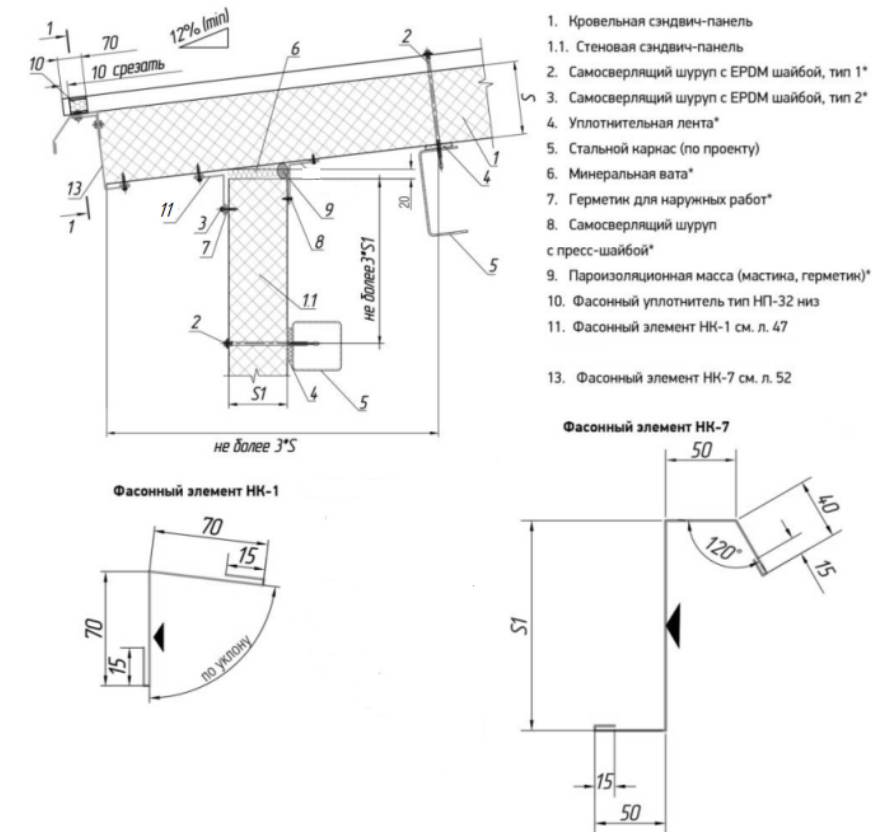 1
70
12% (min)
10
10 срезать
6
2
S
1
4
13
1
11
3
7
9
8
20
не более3*S1
5
1.1
2
S1
4
5
не более 3*S
1. Кровельная сэндвич-панель
1.1. Стеновая сэндвич-панель
2. Самосверлящий шуруп с EPDM шайбой, тип 1*
3. Самосверлящий шуруп с EPDM шайбой, тип 2*
4. Уплотнительная лента*
5. Стальной каркас (по проекту)
6. Минеральная вата*
7. Герметик для наружных работ*
8. Самосверлящий шуруп
с пресс-шайбой*
9. Пароизоляционная масса (мастика, герметик)*
10. Фасонный уплотнитель тип НП-32 низ
11. Фасонный элемент НК-1 см. л. 47
13. Фасонный элемент НК-7 см. л. 52
Фасонный элемент НК-1
70
15
70
15
по уклону
Фасонный элемент НК-7
50
40
120°
15
S1
15
50